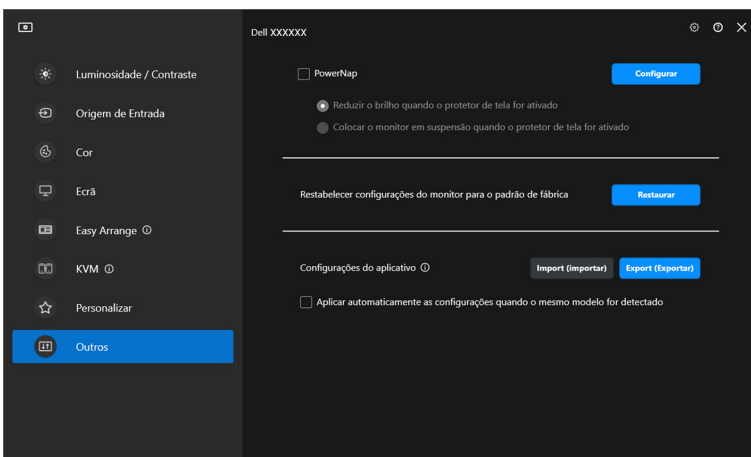 Dell XXXXXX
Luminosidade / Contraste
Origem de Entrada
Cor
Ecrã
Easy Arrange
KVM
Personalizar
Outros
PowerNap
Configurar
Reduzir o brilho quando o protetor de tela for ativado
Colocar o monitor em suspensão quando o protetor de tela for ativado
Restabelecer configurações do monitor para o padrão de fábrica
Restaurar
Configurações do aplicativo
Import (importar)
Export (Exportar)
Aplicar automaticamente as configurações quando o mesmo modelo for detectado